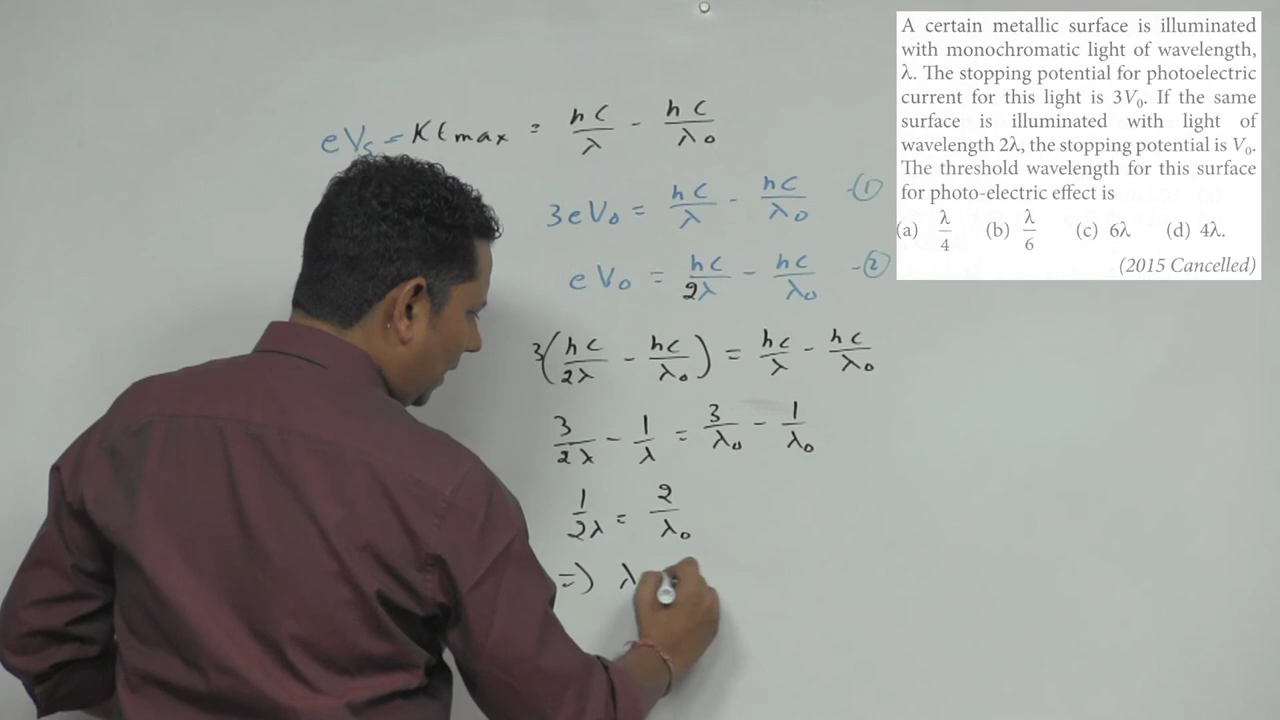 A certain metallic surface is illuminated
with monochromatic light of wavelength,
λ. The stopping potential for photoelectric
current for this light is 3V₀. If the same
surface is illuminated with light of
wavelength 2λ, the stopping potential is V₀.
The threshold wavelength for this surface
for photo-electric effect is
(a) λ/4 (b) λ/6 (c) 6λ (d) 4λ.
(2015 Cancelled)
eVs = KEmax = hc/λ - hc/λ₀
3eV₀ = hc/λ - hc/λ₀ -①
eV₀ = hc/2λ - hc/λ₀ -②
3(hc/2λ - hc/λ₀) = hc/λ - hc/λ₀
3/2λ - 1/λ = 3/λ₀ - 1/λ₀
1/2λ = 2/λ₀
=) λ